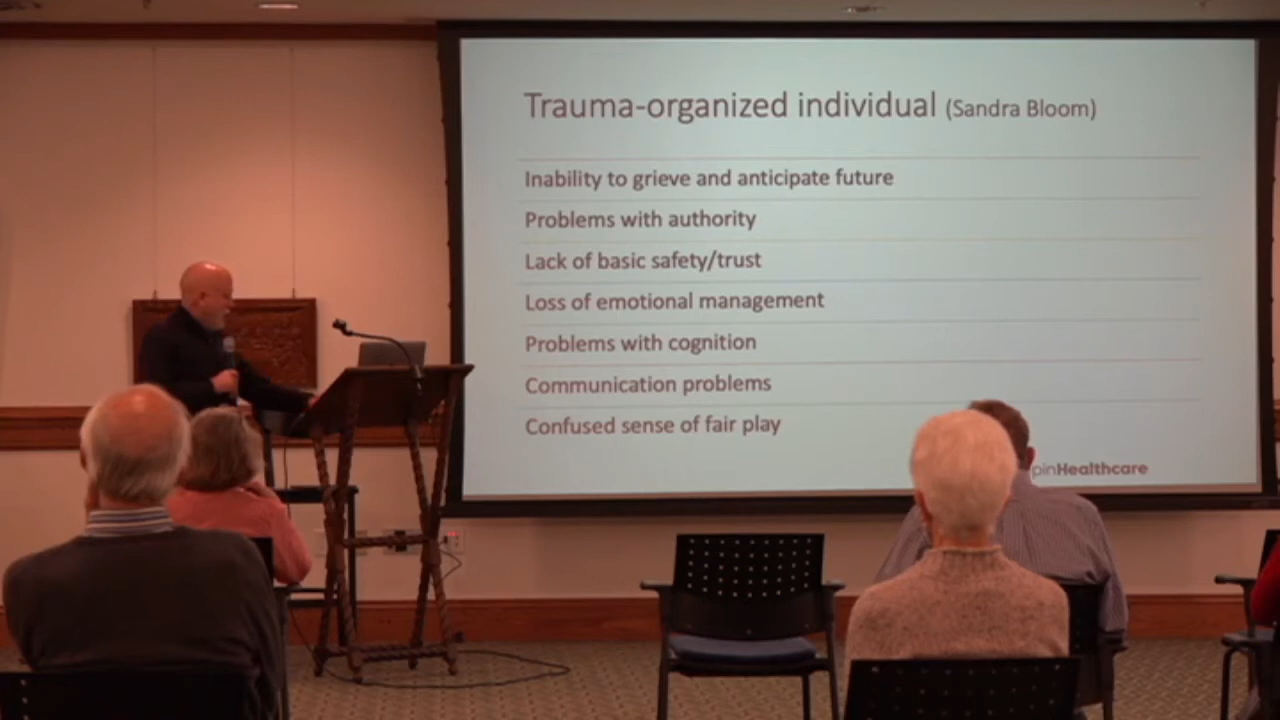 Trauma-organized individual (Sandra Bloom)
Inability to grieve and anticipate future
Problems with authority
Lack of basic safety/trust
Loss of emotional management
Problems with cognition
Communication problems
Confused sense of fair play
pinHealthcare